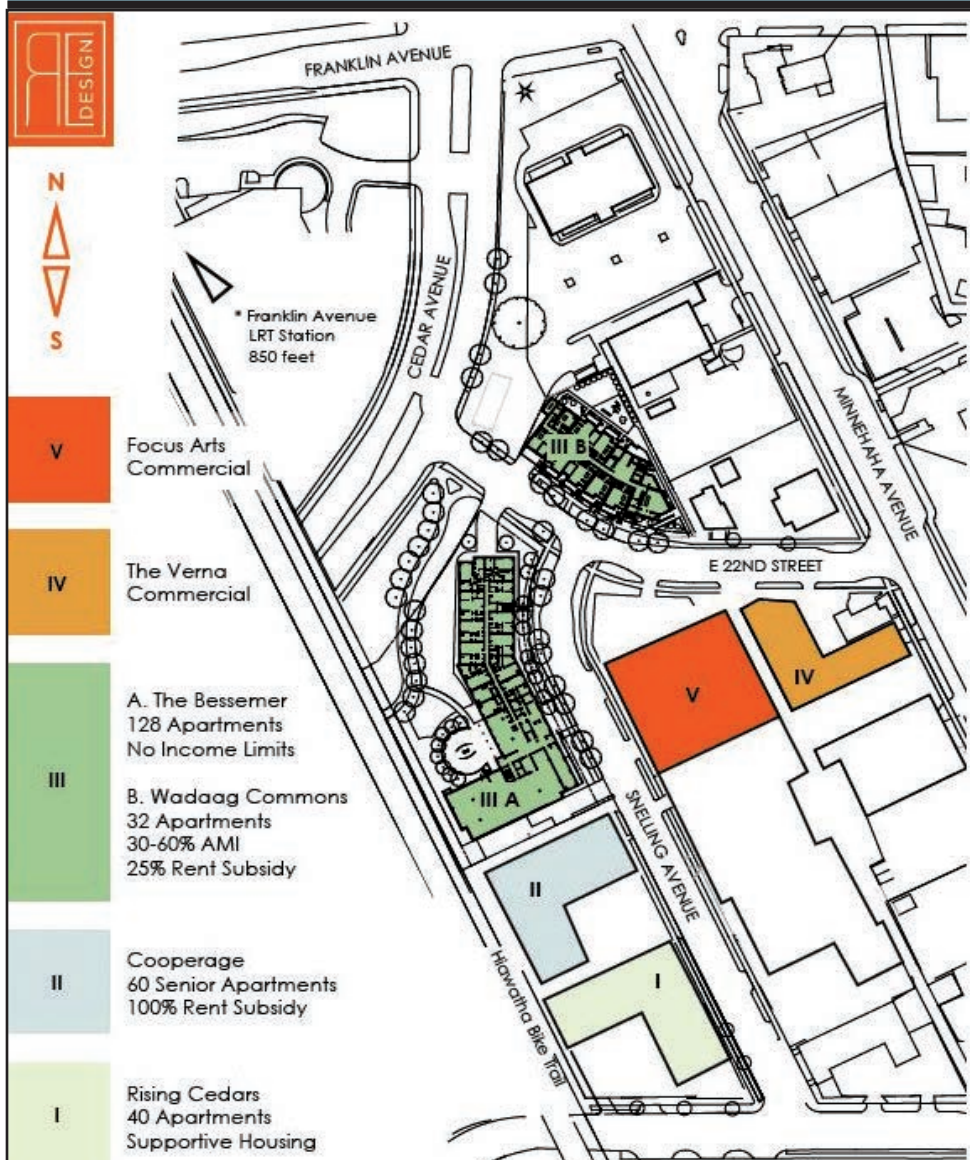 DESIGN
FRANKLIN AVENUE
N
S
* Franklin Avenue
LRT Station
850 feet
CEDAR AVENUE
MINNEHAHA AVENUE
V
Focus Arts
Commercial
III B
E 22ND STREET
IV
The Verna
Commercial
V
IV
III
A. The Bessemer
128 Apartments
No Income Limits
B. Wadaag Commons
32 Apartments
30-60% AMI
25% Rent Subsidy
III A
SNELLING AVENUE
II
II
Cooperage
60 Senior Apartments
100% Rent Subsidy
I
Hiawatha Bike Trail
I
Rising Cedars
40 Apartments
Supportive Housing